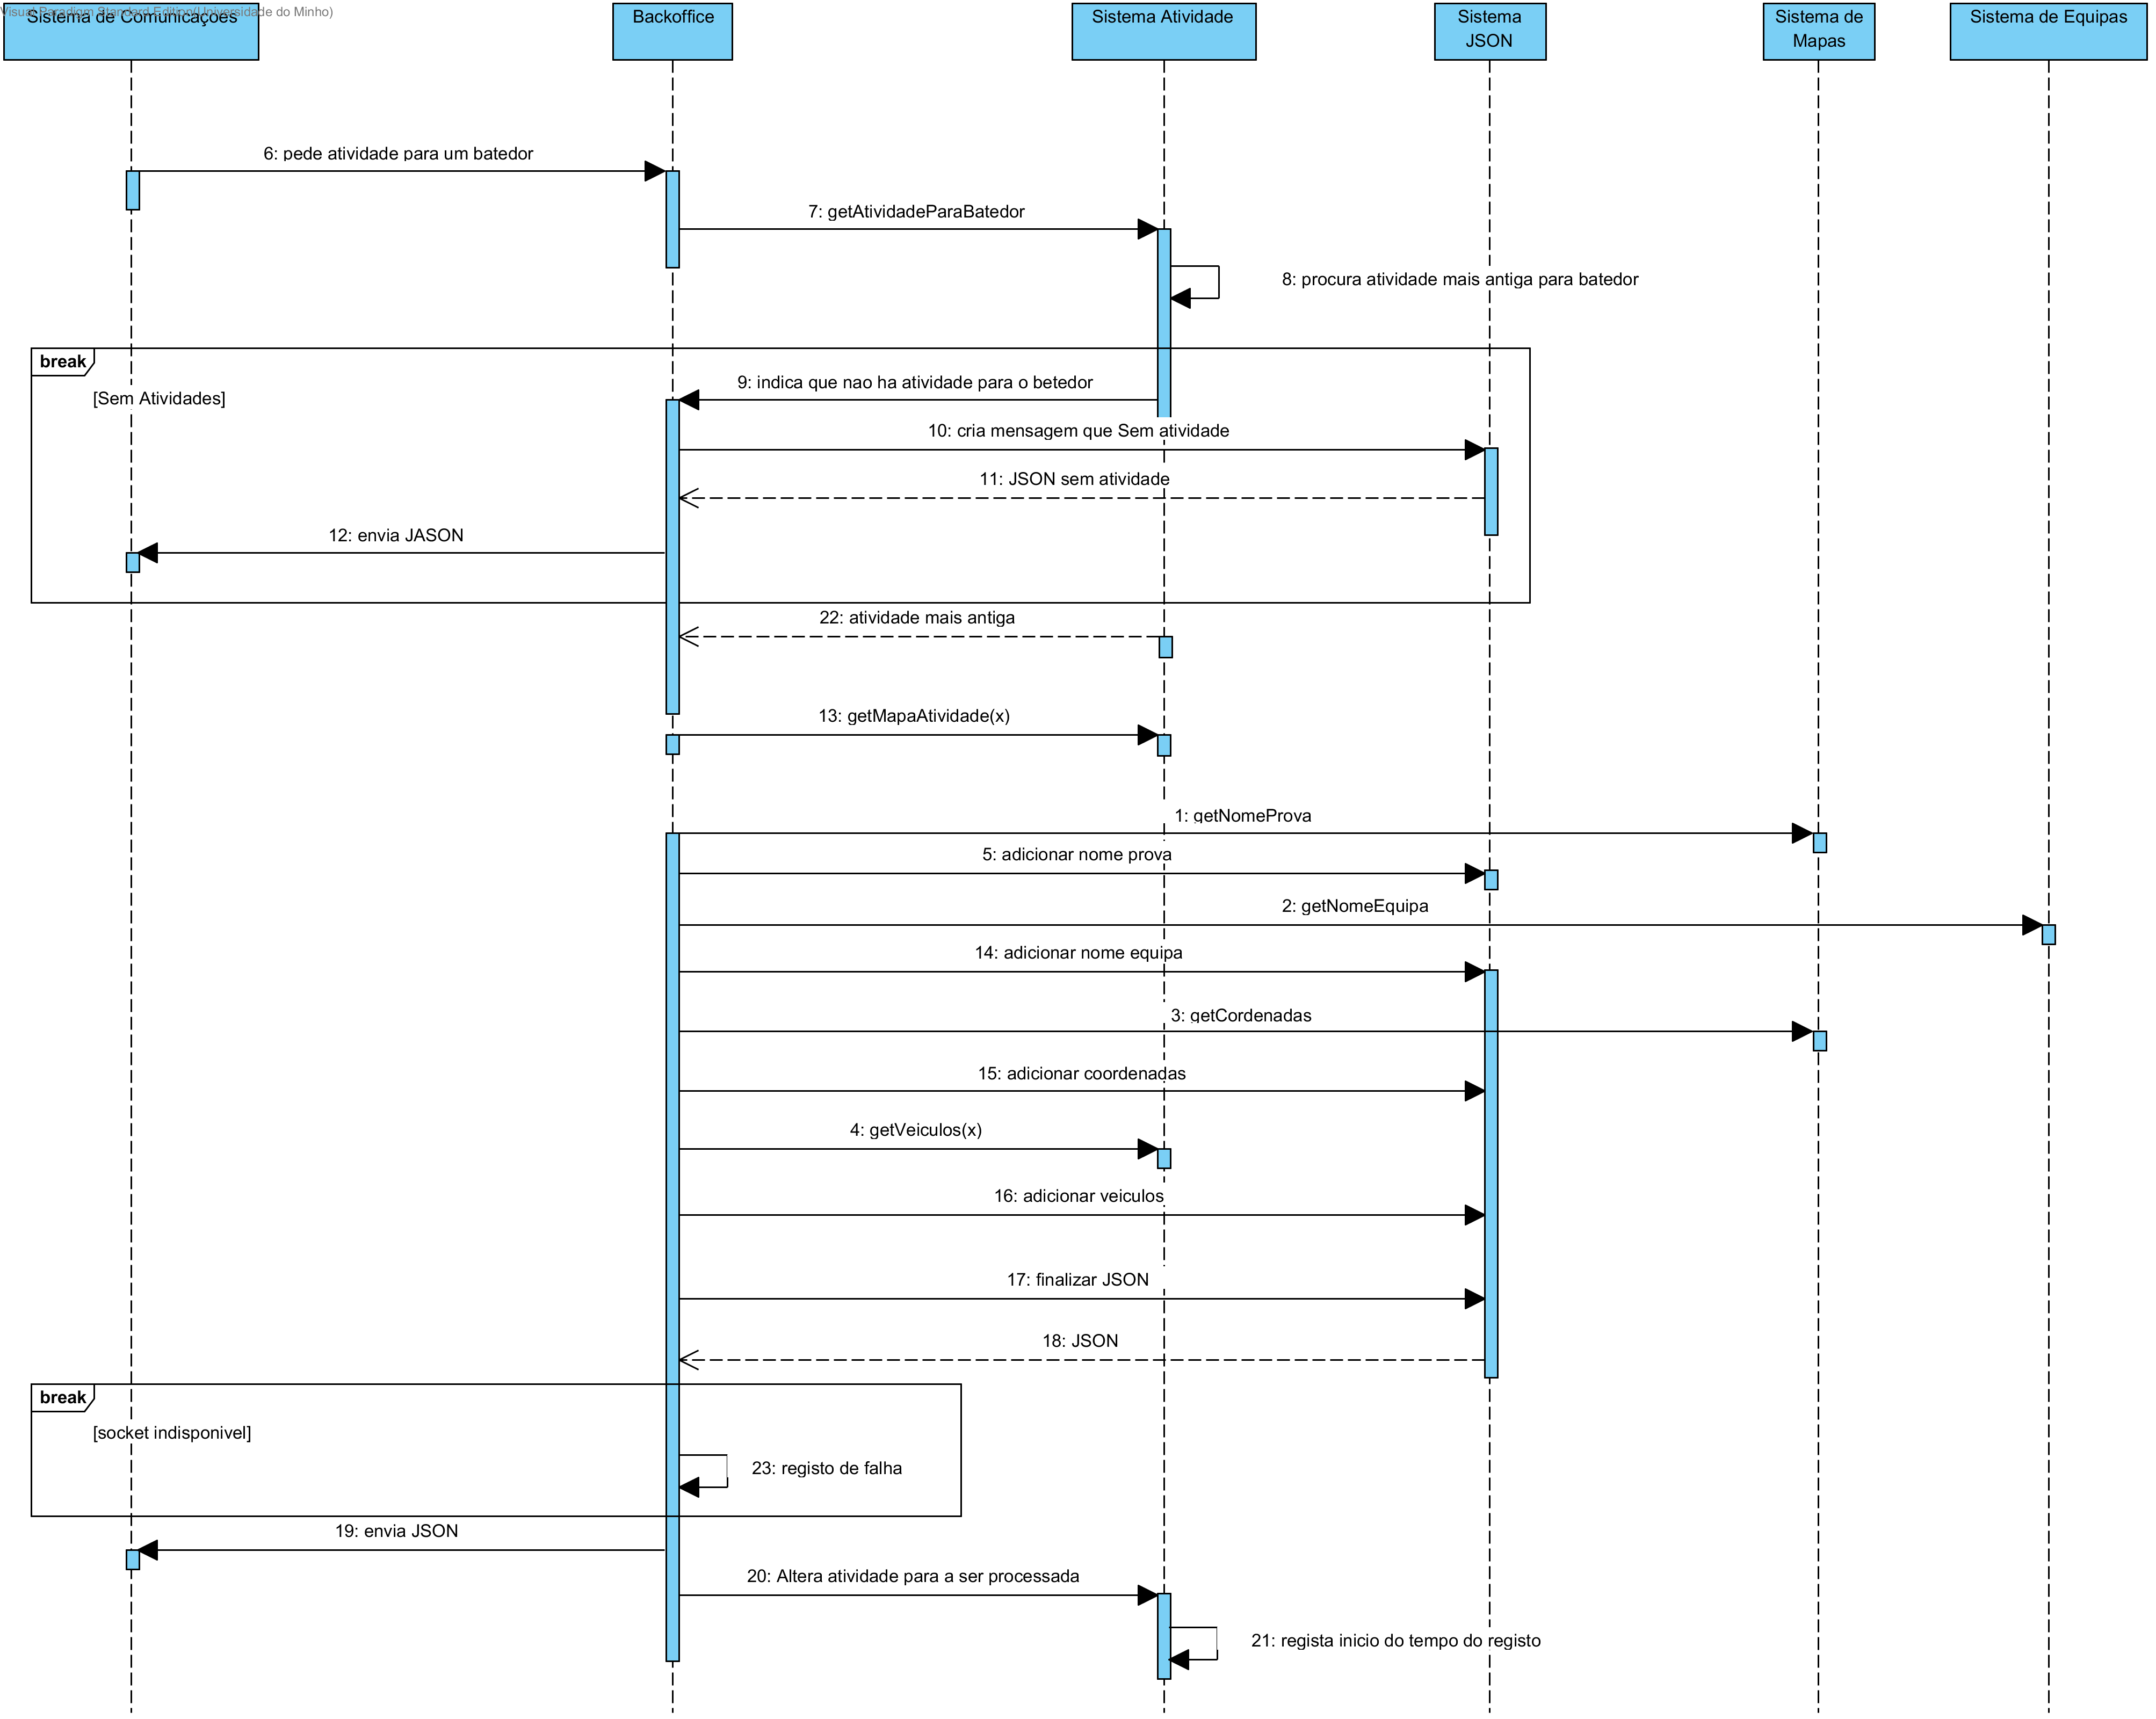 Visual Paradigm Standard Edition(Universidade do Minho)
Sistema de Comunicações
Backoffice
Sistema Atividade
Sistema
JSON
Sistema de
Mapas
Sistema de Equipas
6: pede atividade para um batedor
7: getAtividadeParaBatedor
8: procura atividade mais antiga para batedor
break
[Sem Atividades]
9: indica que nao ha atividade para o betedor
10: cria mensagem que Sem atividade
11: JSON sem atividade
12: envia JASON
22: atividade mais antiga
13: getMapaAtividade(x)
1: getNomeProva
5: adicionar nome prova
2: getNomeEquipa
14: adicionar nome equipa
3: getCordenadas
15: adicionar coordenadas
4: getVeiculos(x)
16: adicionar veiculos
17: finalizar JSON
18: JSON
break
[socket indisponivel]
23: registo de falha
19: envia JSON
20: Altera atividade para a ser processada
21: regista inicio do tempo do registo